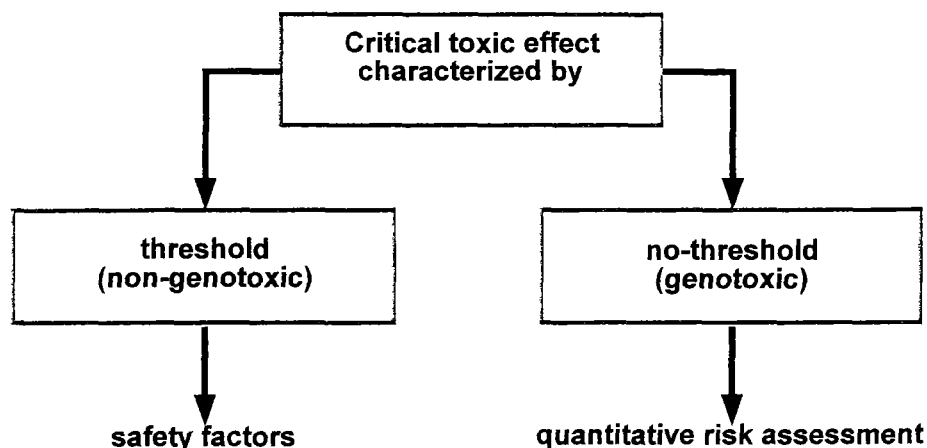 Critical toxic effect
characterized by
threshold
(non-genotoxic)
no-threshold
(genotoxic)
safety factors
quantitative risk assessment